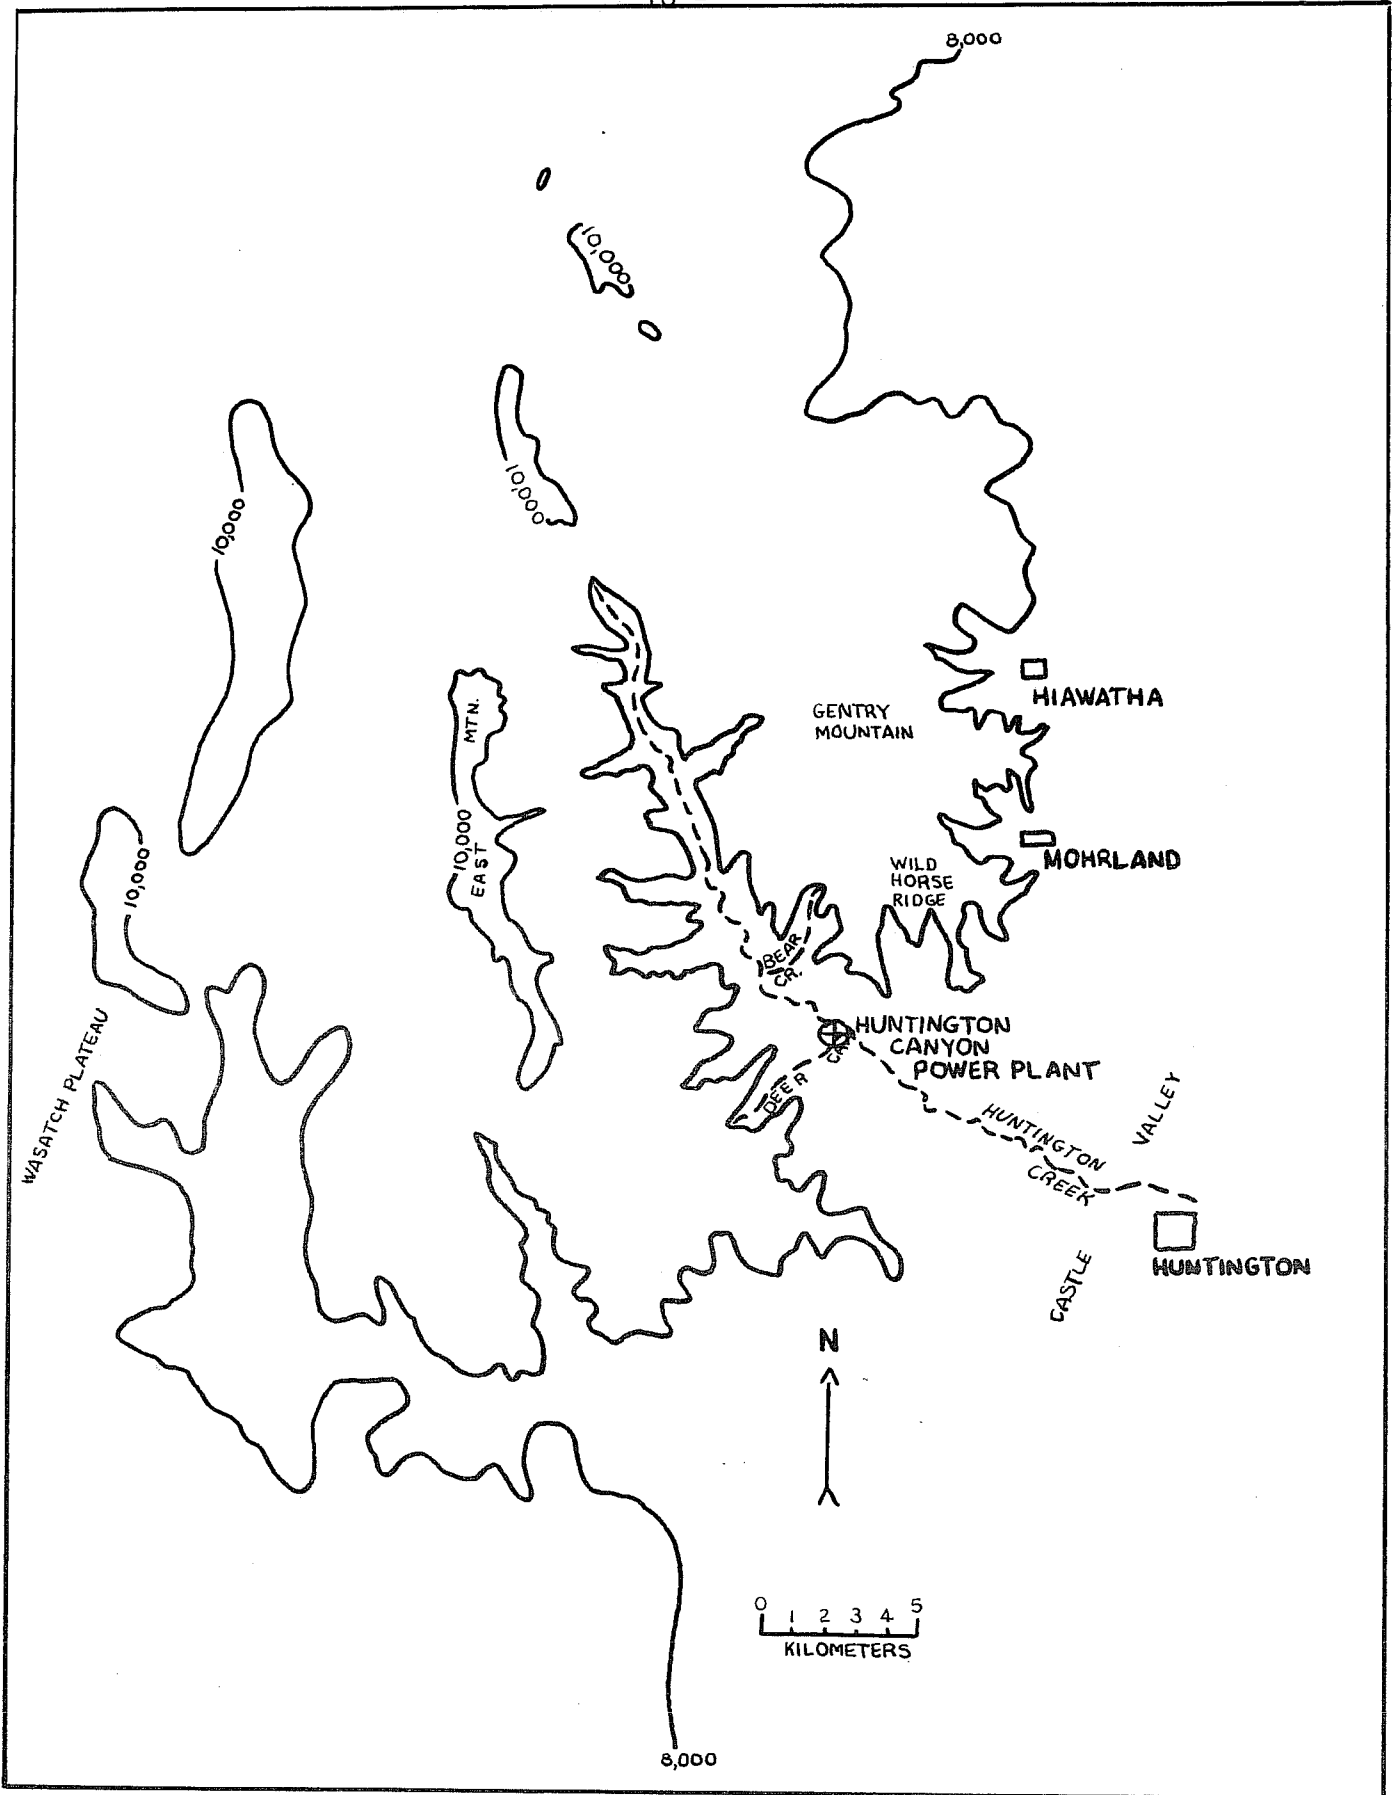 8,000
10,000
10,000
10,000
MTN.
10,000
EAST
10,000
GENTRY
MOUNTAIN
HIAWATHA
MOHRLAND
WILD
HORSE
RIDGE
BEAR
CR.
HUNTINGTON
CANYON
POWER PLANT
DEER
WASATCH PLATEAU
HUNTINGTON
CREEK
VALLEY
CASTLE
HUNTINGTON
N
0 1 2 3 4 5
KILOMETERS
8,000